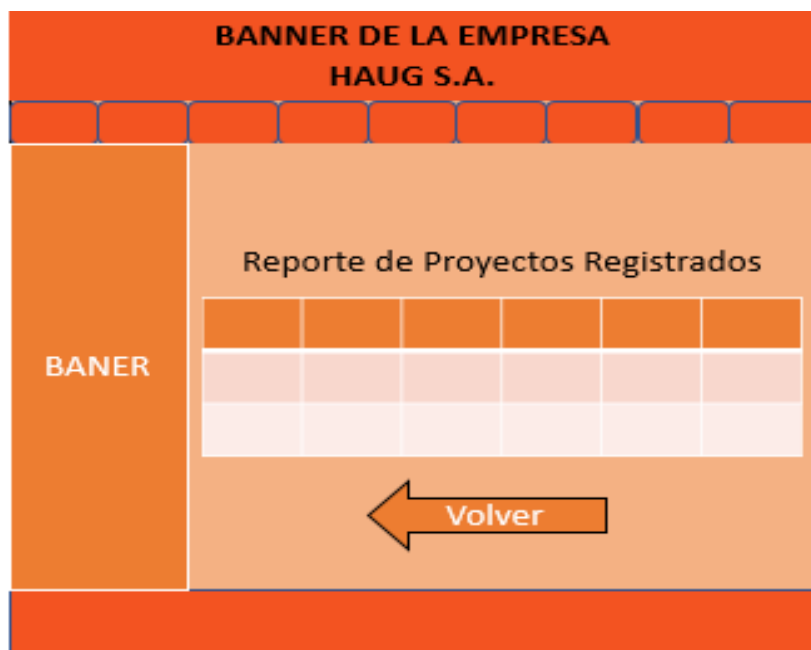 BANNER DE LA EMPRESA
HAUG S.A.
Reporte de Proyectos Registrados
BANER
Volver